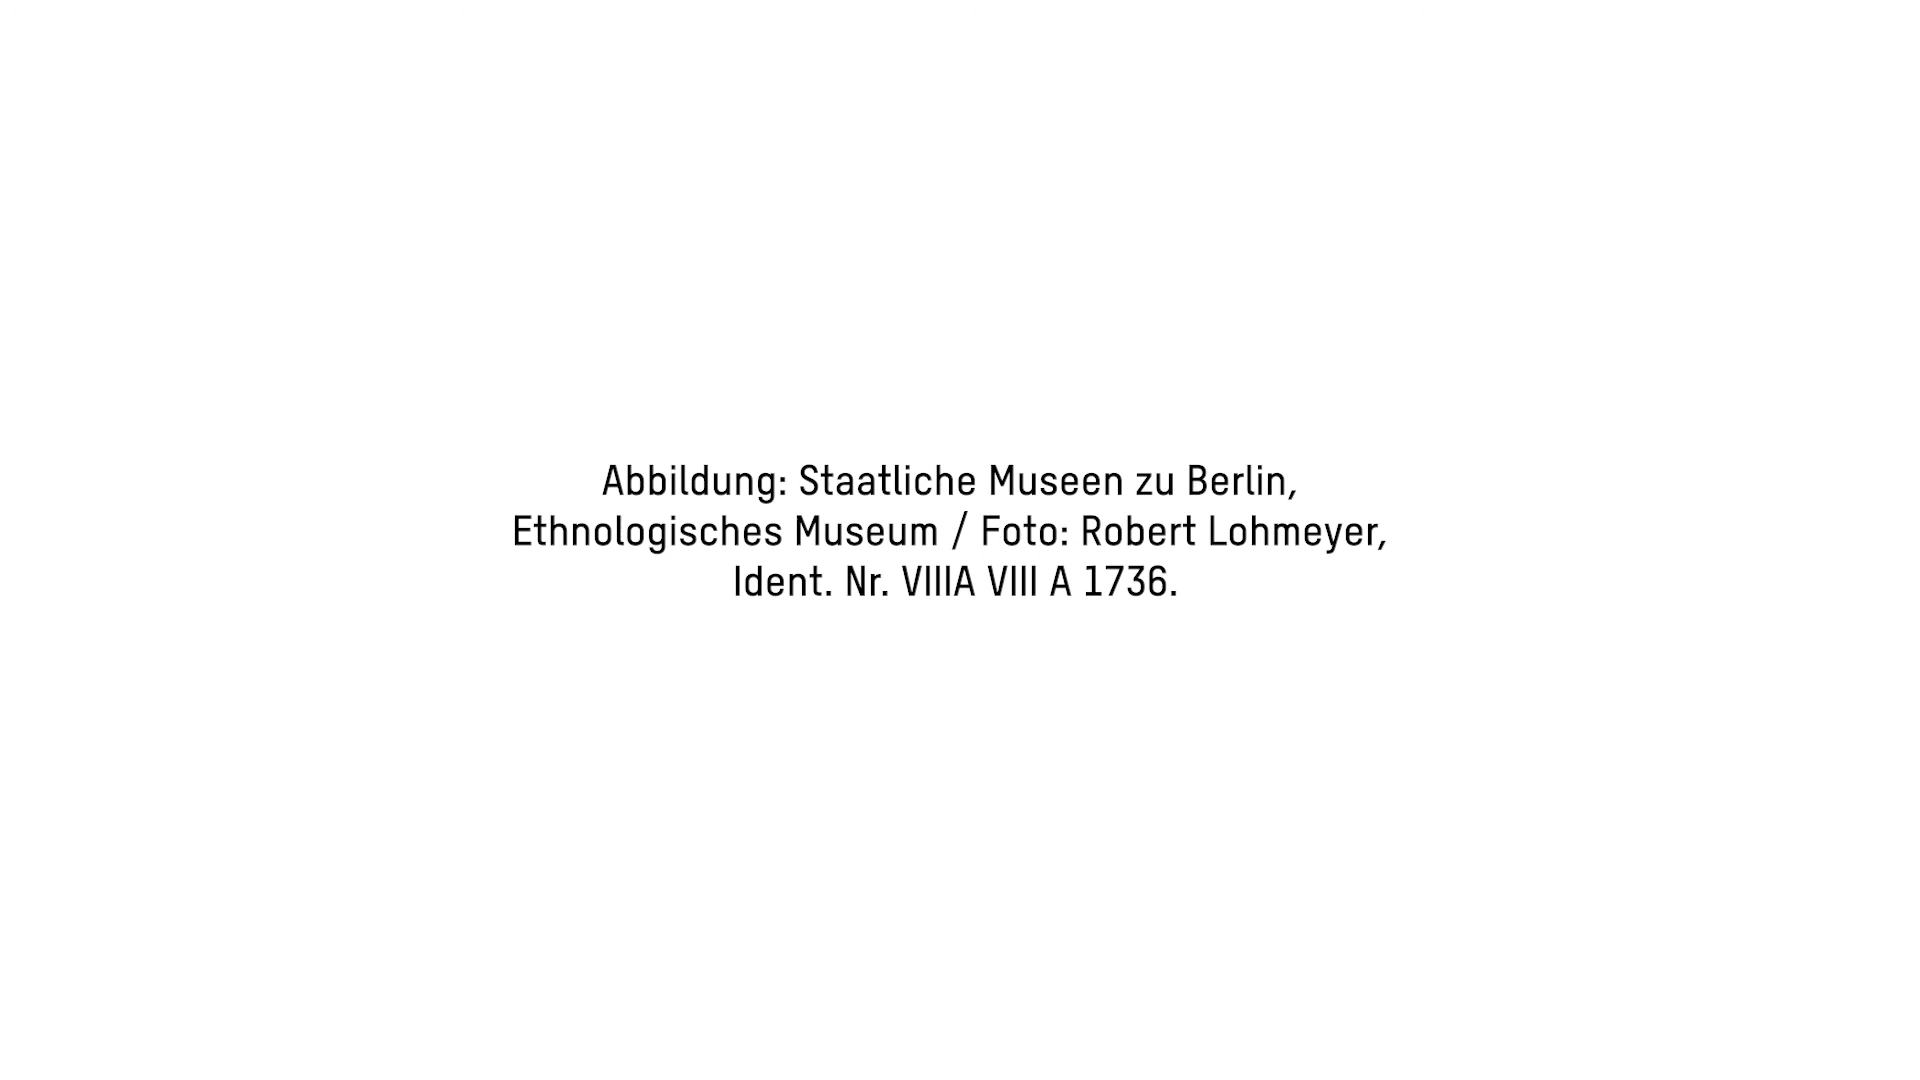 Abbildung: Staatliche Museen zu Berlin,
Ethnologisches Museum / Foto: Robert Lohmeyer,
Ident. Nr. VIIIA VIII A 1736.